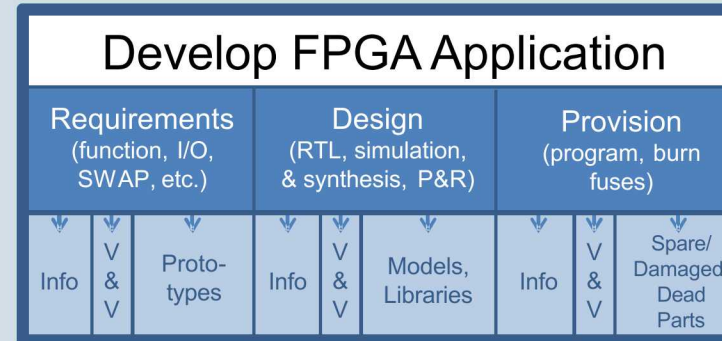 Develop FPGA Application
Requirements
(function, I/O,
SWAP, etc.)
Design
(RTL, simulation,
& synthesis, P&R)
Provision
(program, burn
fuses)
Info
V
&
V
Proto-
types
Info
V
&
V
Models,
Libraries
Info
V
&
V
Spare/
Damaged
Dead
Parts